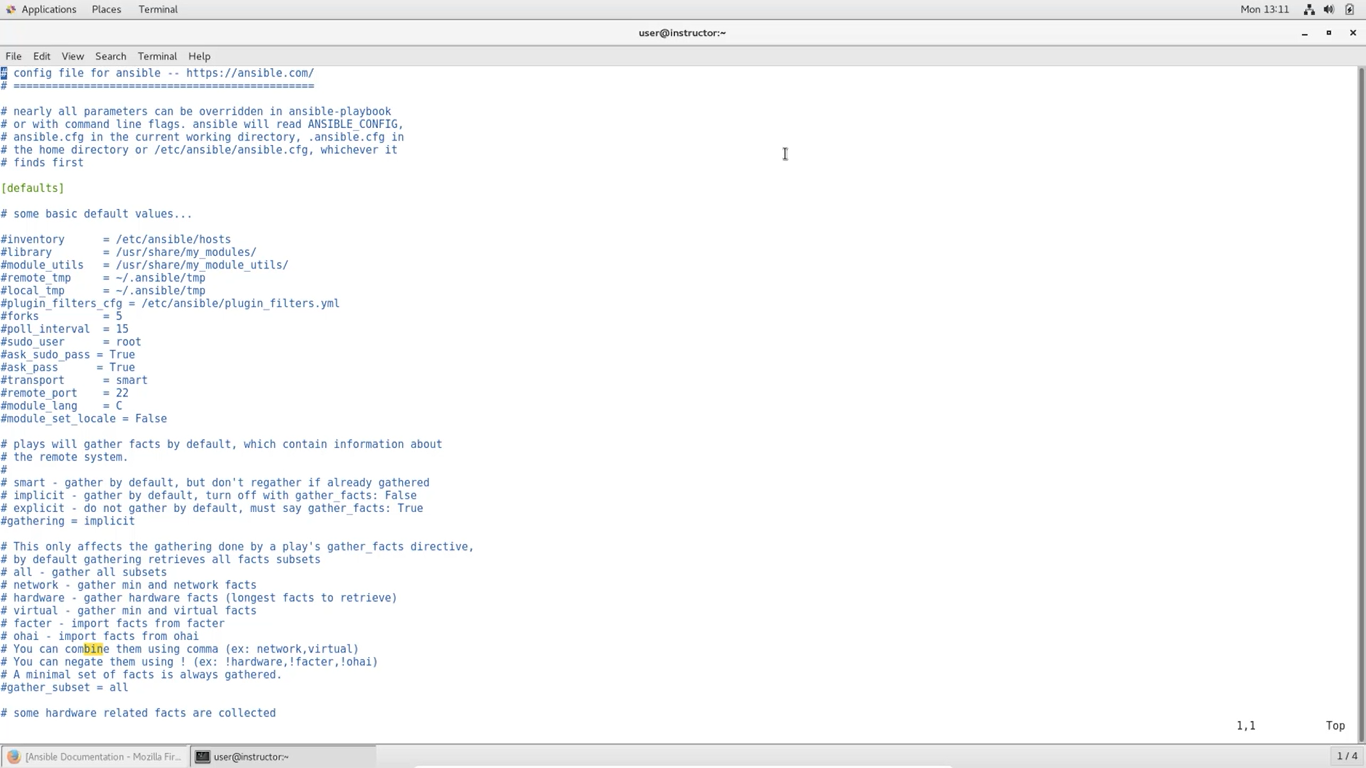 Applications Places Terminal Mon 13:11
user@instructor:~
File Edit View Search Terminal Help
# config file for ansible -- https://ansible.com/
# ===============================================
# nearly all parameters can be overridden in ansible-playbook
# or with command line flags. ansible will read ANSIBLE_CONFIG,
# ansible.cfg in the current working directory, .ansible.cfg in
# the home directory or /etc/ansible/ansible.cfg, whichever it
# finds first
[defaults]
# some basic default values...
#inventory      = /etc/ansible/hosts
#library        = /usr/share/my_modules/
#module_utils   = /usr/share/my_module_utils/
#remote_tmp     = ~/.ansible/tmp
#local_tmp      = ~/.ansible/tmp
#plugin_filters_cfg = /etc/ansible/plugin_filters.yml
#forks          = 5
#poll_interval  = 15
#sudo_user      = root
#ask_sudo_pass = True
#ask_pass      = True
#transport      = smart
#remote_port    = 22
#module_lang    = C
#module_set_locale = False
# plays will gather facts by default, which contain information about
# the remote system.
#
# smart - gather by default, but don't regather if already gathered
# implicit - gather by default, turn off with gather_facts: False
# explicit - do not gather by default, must say gather_facts: True
#gathering = implicit
# This only affects the gathering done by a play's gather_facts directive,
# by default gathering retrieves all facts subsets
# all - gather all subsets
# network - gather min and network facts
# hardware - gather hardware facts (longest facts to retrieve)
# virtual - gather min and virtual facts
# facter - import facts from facter
# ohai - import facts from ohai
# You can combine them using comma (ex: network,virtual)
# You can negate them using ! (ex: !hardware,!facter,!ohai)
# A minimal set of facts is always gathered.
#gather_subset = all
# some hardware related facts are collected
1,1 Top
[Ansible Documentation - Mozilla Fir... user@instructor:~ 1 / 4